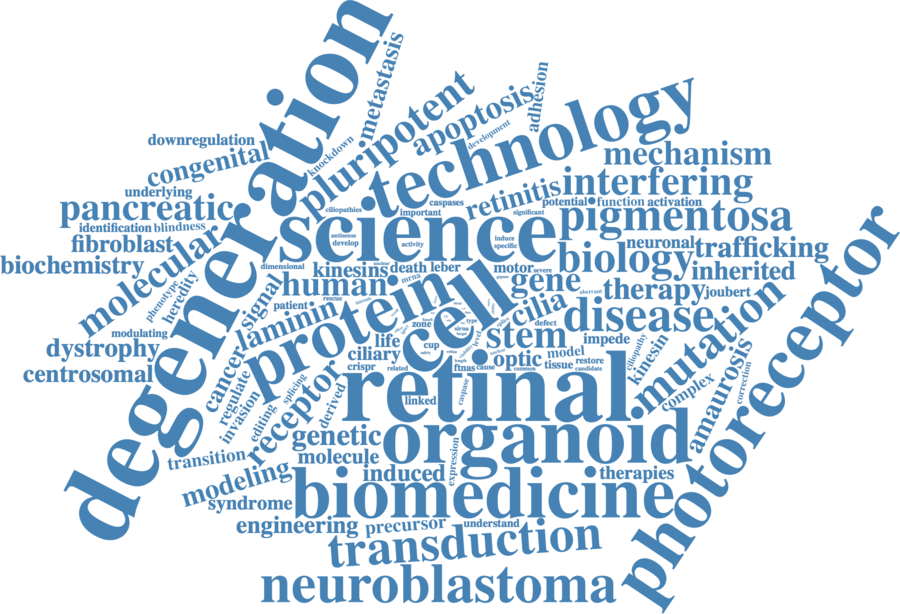 degeneration
metastasis
adhesion
pluripotent
apoptosis
development
technology
downregulation
congenital
knockdown
mechanism
underlying
retinitis
interfering
pancreatic
ciliopathies
caspases
important
significant
potential
function
activation
pigmentosa
identification
blindness
science
antisense
develop
activity
induce
specific
fibroblast
molecular
biology
neuronal
trafficking
biochemistry
dimensional
kinesins
death
leber
motor
severe
inherited
phenotype
heredity
signal
human
mrna
gene
therapy
joubert
patient
rescue
protein
cell
cilia
disease
mutation
photoreceptor
modulating
laminin
life
zone
type
sirna
target
level
splice
stem
defect
impede
dystrophy
cancer
ciliary
cup
optic
model
tissue
restore
candidate
ciliopathy
kinesin
centrosomal
regulate
crispr
related
ftnas
cause
common
complex
amaurosis
correction
invasion
editing
splicing
receptor
derived
linked
caspase
retinal
organoid
genetic
transition
molecule
expression
modeling
induced
therapies
syndrome
biomedicine
engineering
precursor
understand
transduction
neuroblastoma